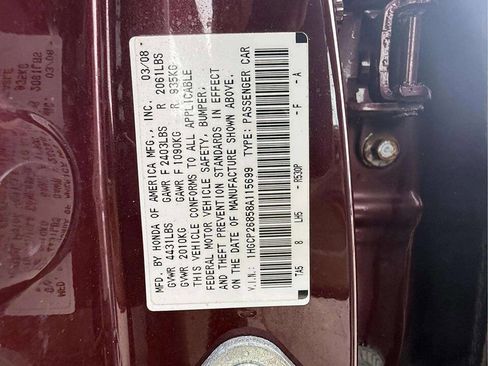 MFD. BY HONDA OF AMERICA MFG., INC. 03/08
GVWR 4431LBS GAWR F 2403LBS R 2061LBS
GVWR 2010KG GAWR F 1090KG R 935KG
THIS VEHICLE CONFORMS TO ALL APPLICABLE
FEDERAL MOTOR VEHICLE SAFETY, BUMPER,
AND THEFT PREVENTION STANDARDS IN EFFECT
ON THE DATE OF MANUFACTURE SHOWN ABOVE.
V.I.N.: 1HGCP26858A115699 TYPE: PASSENGER CAR
TA5 8 LH5 - R530P - F - A